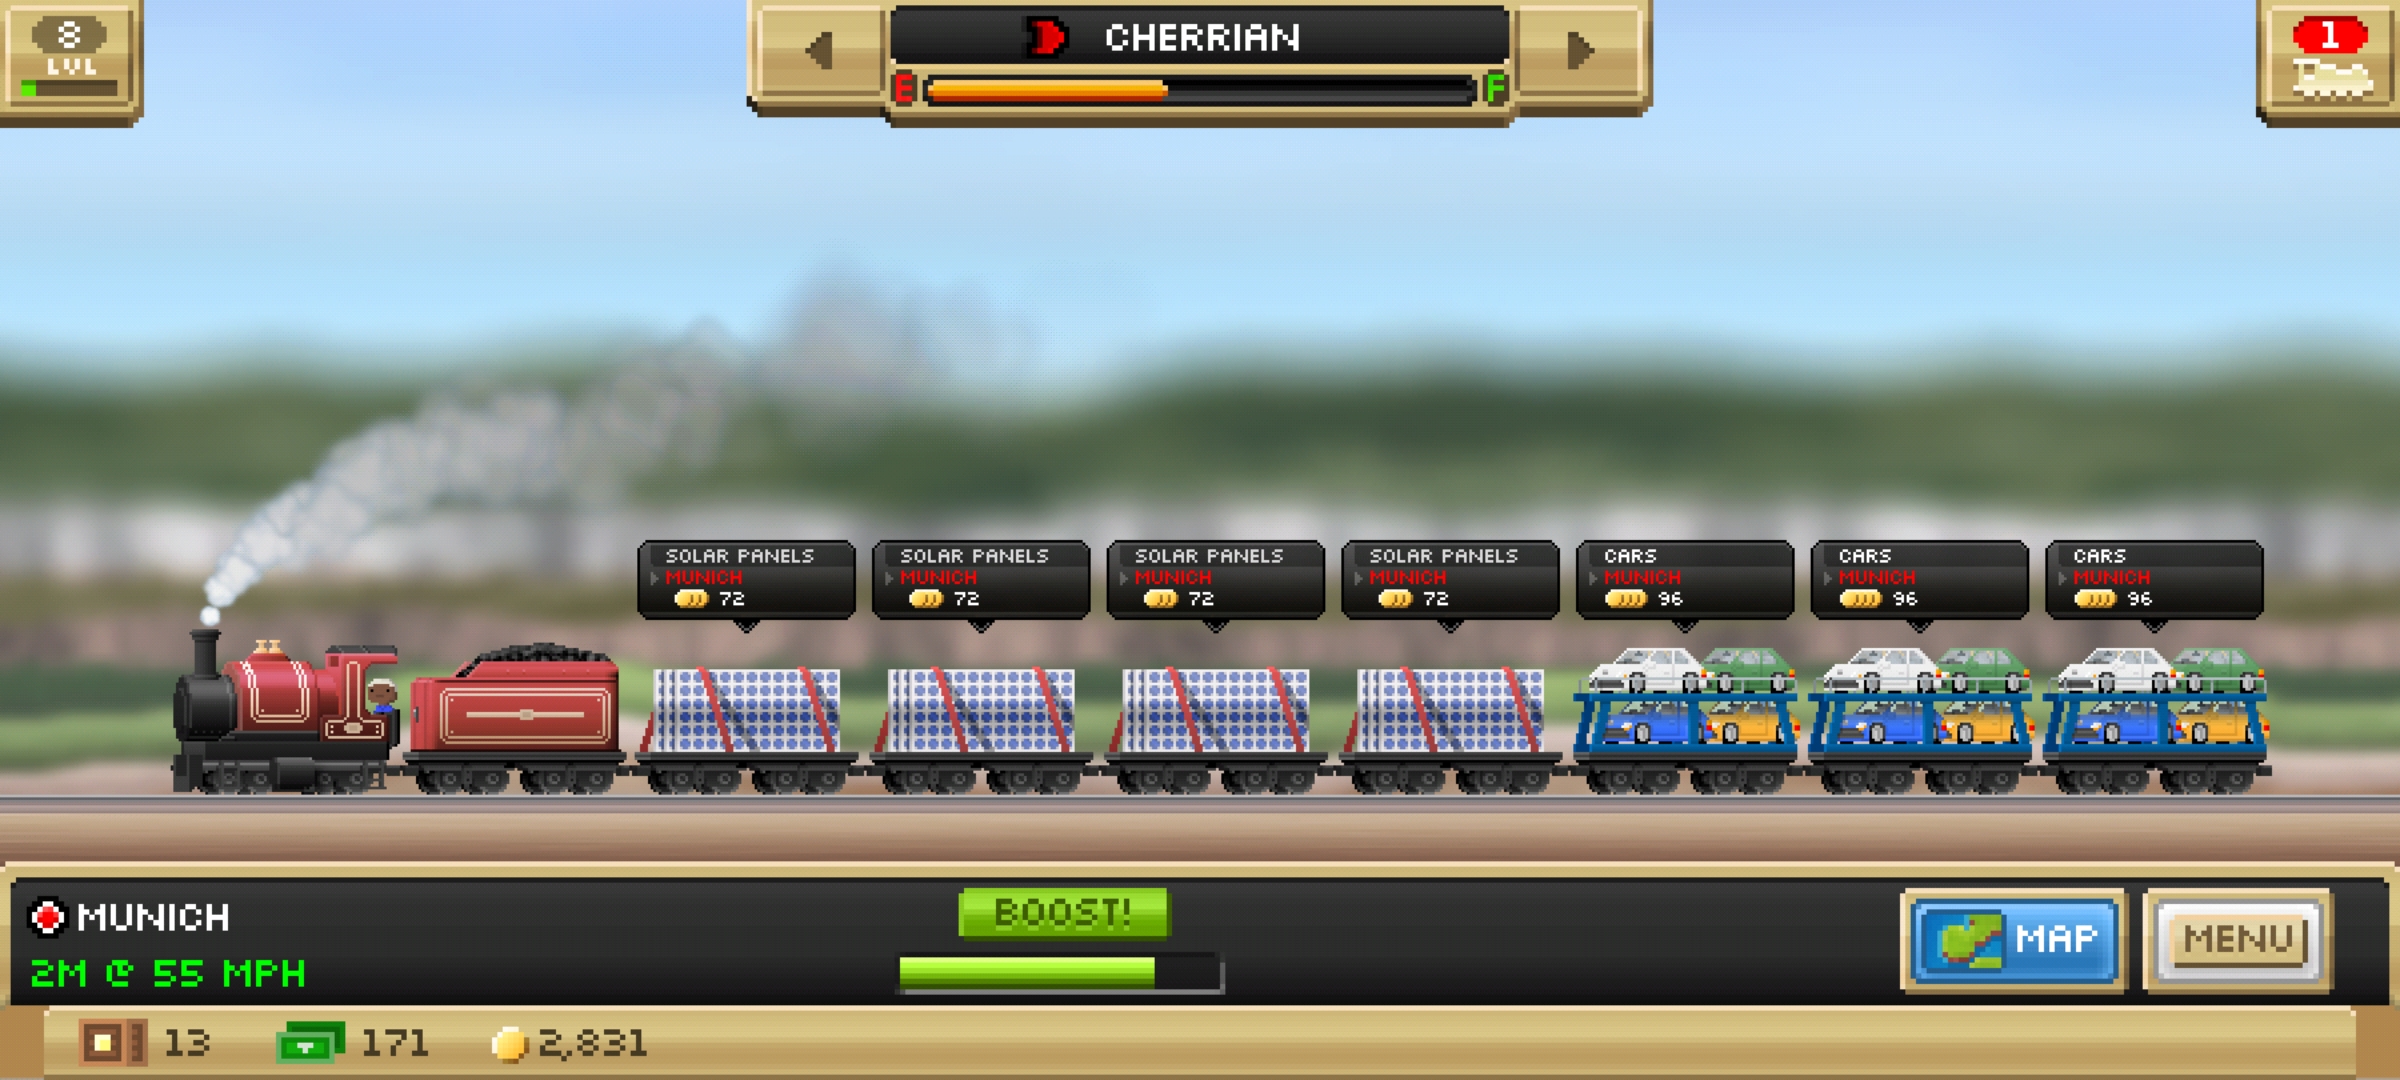 8
LVL
CHERRIAN
E F
1
SOLAR PANELS
MUNICH
72
SOLAR PANELS
MUNICH
72
SOLAR PANELS
MUNICH
72
SOLAR PANELS
MUNICH
72
CARS
MUNICH
96
CARS
MUNICH
96
CARS
MUNICH
96
MUNICH
2M @ 55 MPH
BOOST!
MAP
MENU
13 171 2,831